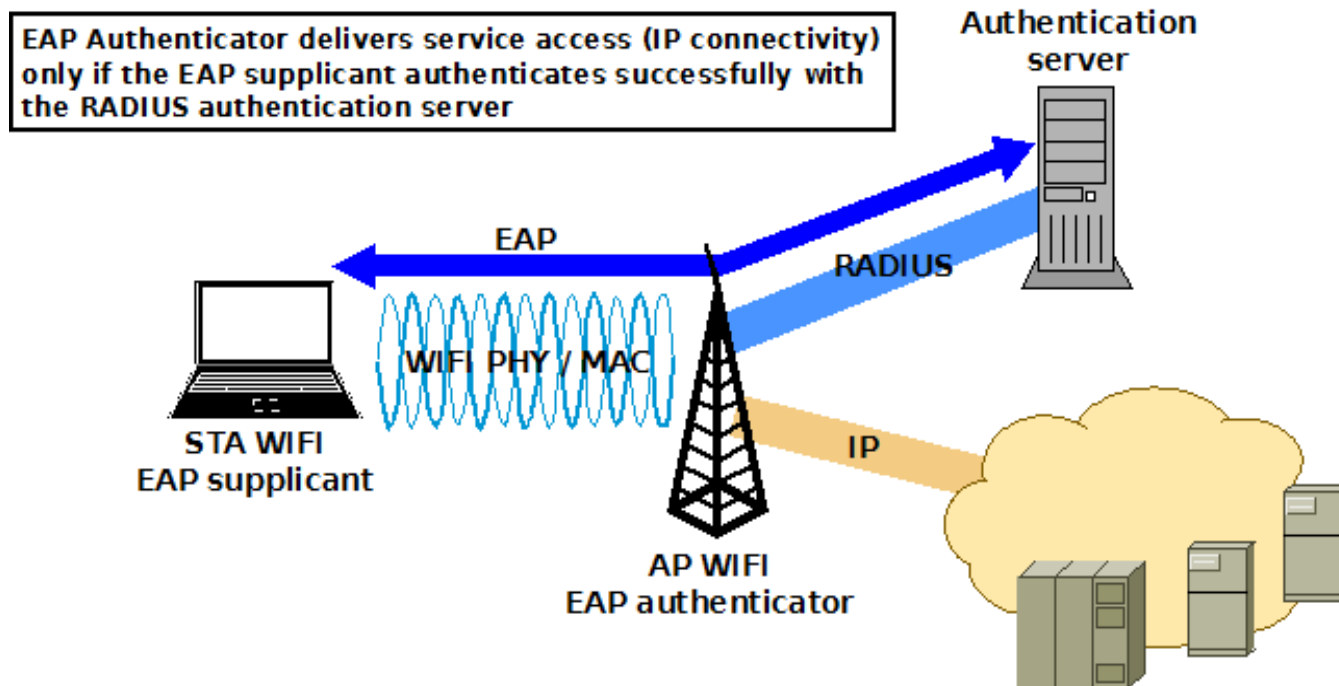 EAP Authenticator delivers service access (IP connectivity)
only if the EAP supplicant authenticates successfully with
the RADIUS authentication server
Authentication
server
EAP
RADIUS
WIFI PHY / MAC
STA WIFI
EAP supplicant
IP
AP WIFI
EAP authenticator